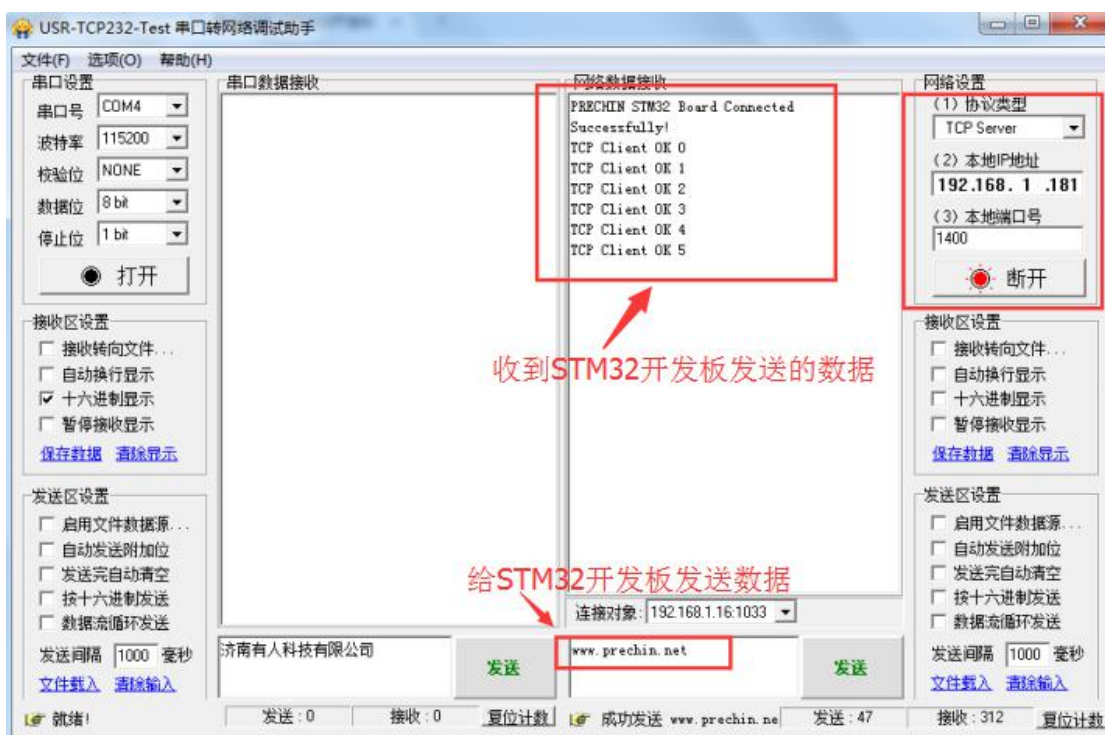 USR-TCP232-Test 串口转网络调试助手
文件(F) 选项(O) 帮助(H)
串口设置
串口号 COM4
波特率 115200
校验位 NONE
数据位 8 bit
停止位 1 bit
打开
接收区设置
接收转向文件...
自动换行显示
十六进制显示
暂停接收显示
保存数据 清除显示
发送区设置
启用文件数据源...
自动发送附加位
发送完自动清空
按十六进制发送
数据流循环发送
发送间隔 1000 毫秒
文件载入 清除输入
就绪!
串口数据接收
济南有人科技有限公司
发送
发送 : 0 接收 : 0 复位计数
网络数据接收
PRECHIN STM32 Board Connected
Successfully!
TCP Client OK 0
TCP Client OK 1
TCP Client OK 2
TCP Client OK 3
TCP Client OK 4
TCP Client OK 5
收到STM32开发板发送的数据
给STM32开发板发送数据
连接对象: 192.168.1.16:1033
www.prechin.net
发送
成功发送 www.prechin.ne 发送 : 47 接收 : 312 复位计数
网络设置
(1) 协议类型
TCP Server
(2) 本地IP地址
192.168. 1 .181
(3) 本地端口号
1400
断开
接收区设置
接收转向文件...
自动换行显示
十六进制显示
暂停接收显示
保存数据 清除显示
发送区设置
启用文件数据源...
自动发送附加位
发送完自动清空
按十六进制发送
数据流循环发送
发送间隔 1000 毫秒
文件载入 清除输入